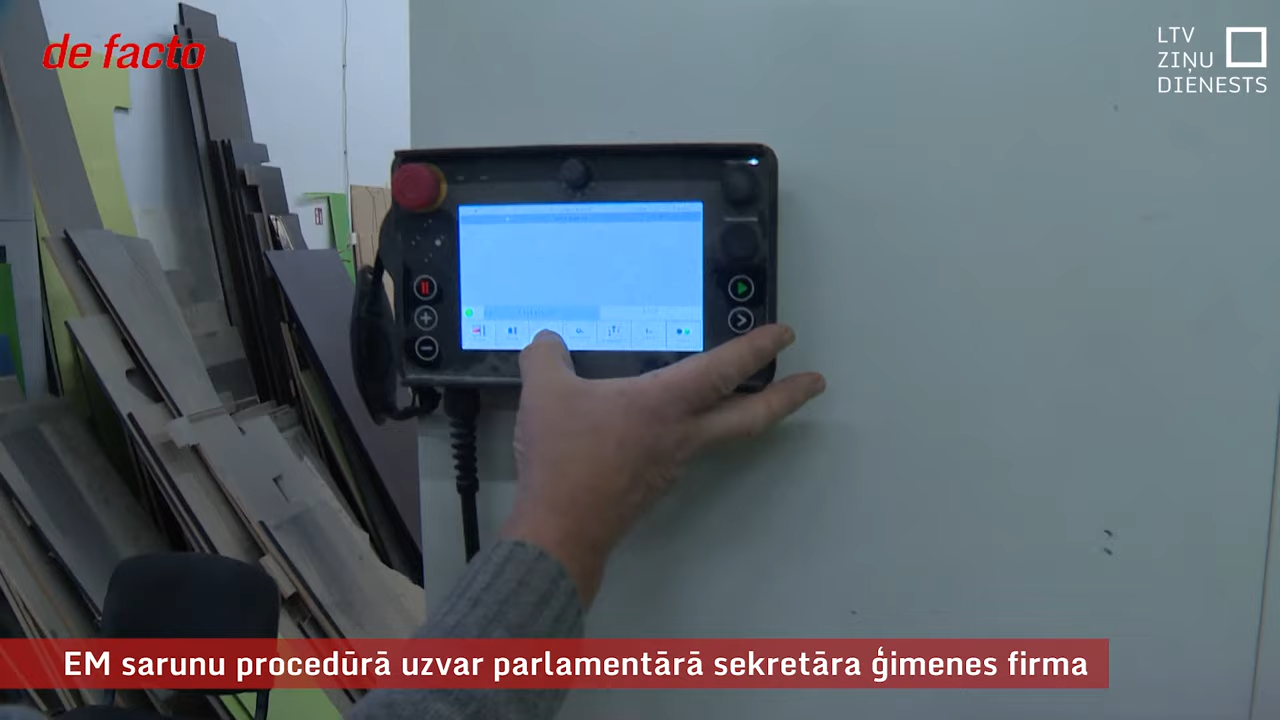 de facto
LTV
ZIŅU
DIENESTS
EM sarunu procedūrā uzvar parlamentārā sekretāra ģimenes firma